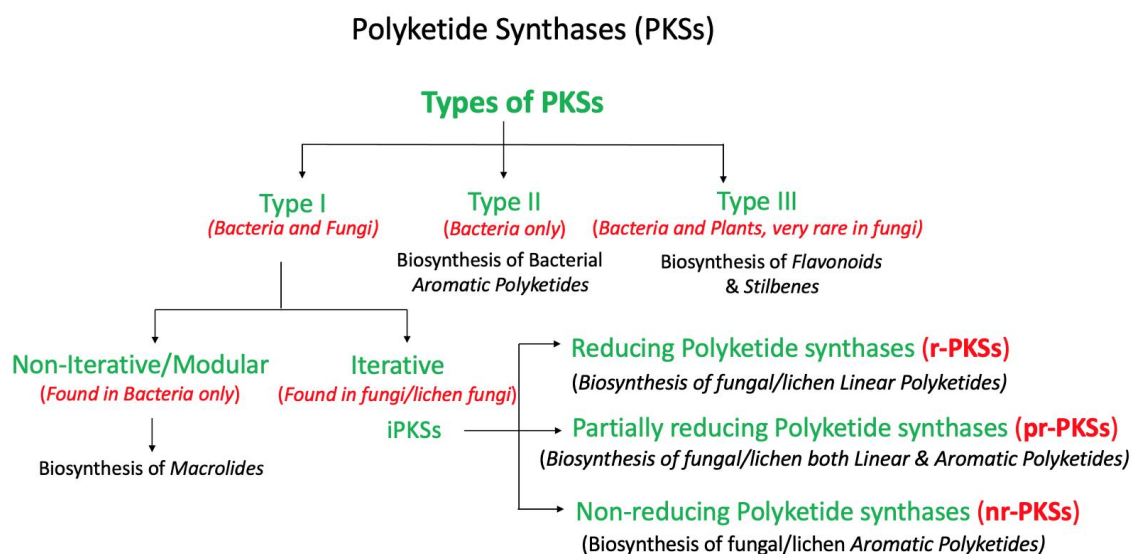 Polyketide Synthases (PKSs)
Types of PKSs
Type I
(Bacteria and Fungi)
Type II
(Bacteria only)
Biosynthesis of Bacterial
Aromatic Polyketides
Type III
(Bacteria and Plants, very rare in fungi)
Biosynthesis of Flavonoids
& Stilbenes
Non-Iterative/Modular
(Found in Bacteria only)
Biosynthesis of Macrolides
Iterative
(Found in fungi/lichen fungi)
iPKSs
Reducing Polyketide synthases (r-PKSs)
(Biosynthesis of fungal/lichen Linear Polyketides)
Partially reducing Polyketide synthases (pr-PKSs)
(Biosynthesis of fungal/lichen both Linear & Aromatic Polyketides)
Non-reducing Polyketide synthases (nr-PKSs)
(Biosynthesis of fungal/lichen Aromatic Polyketides)